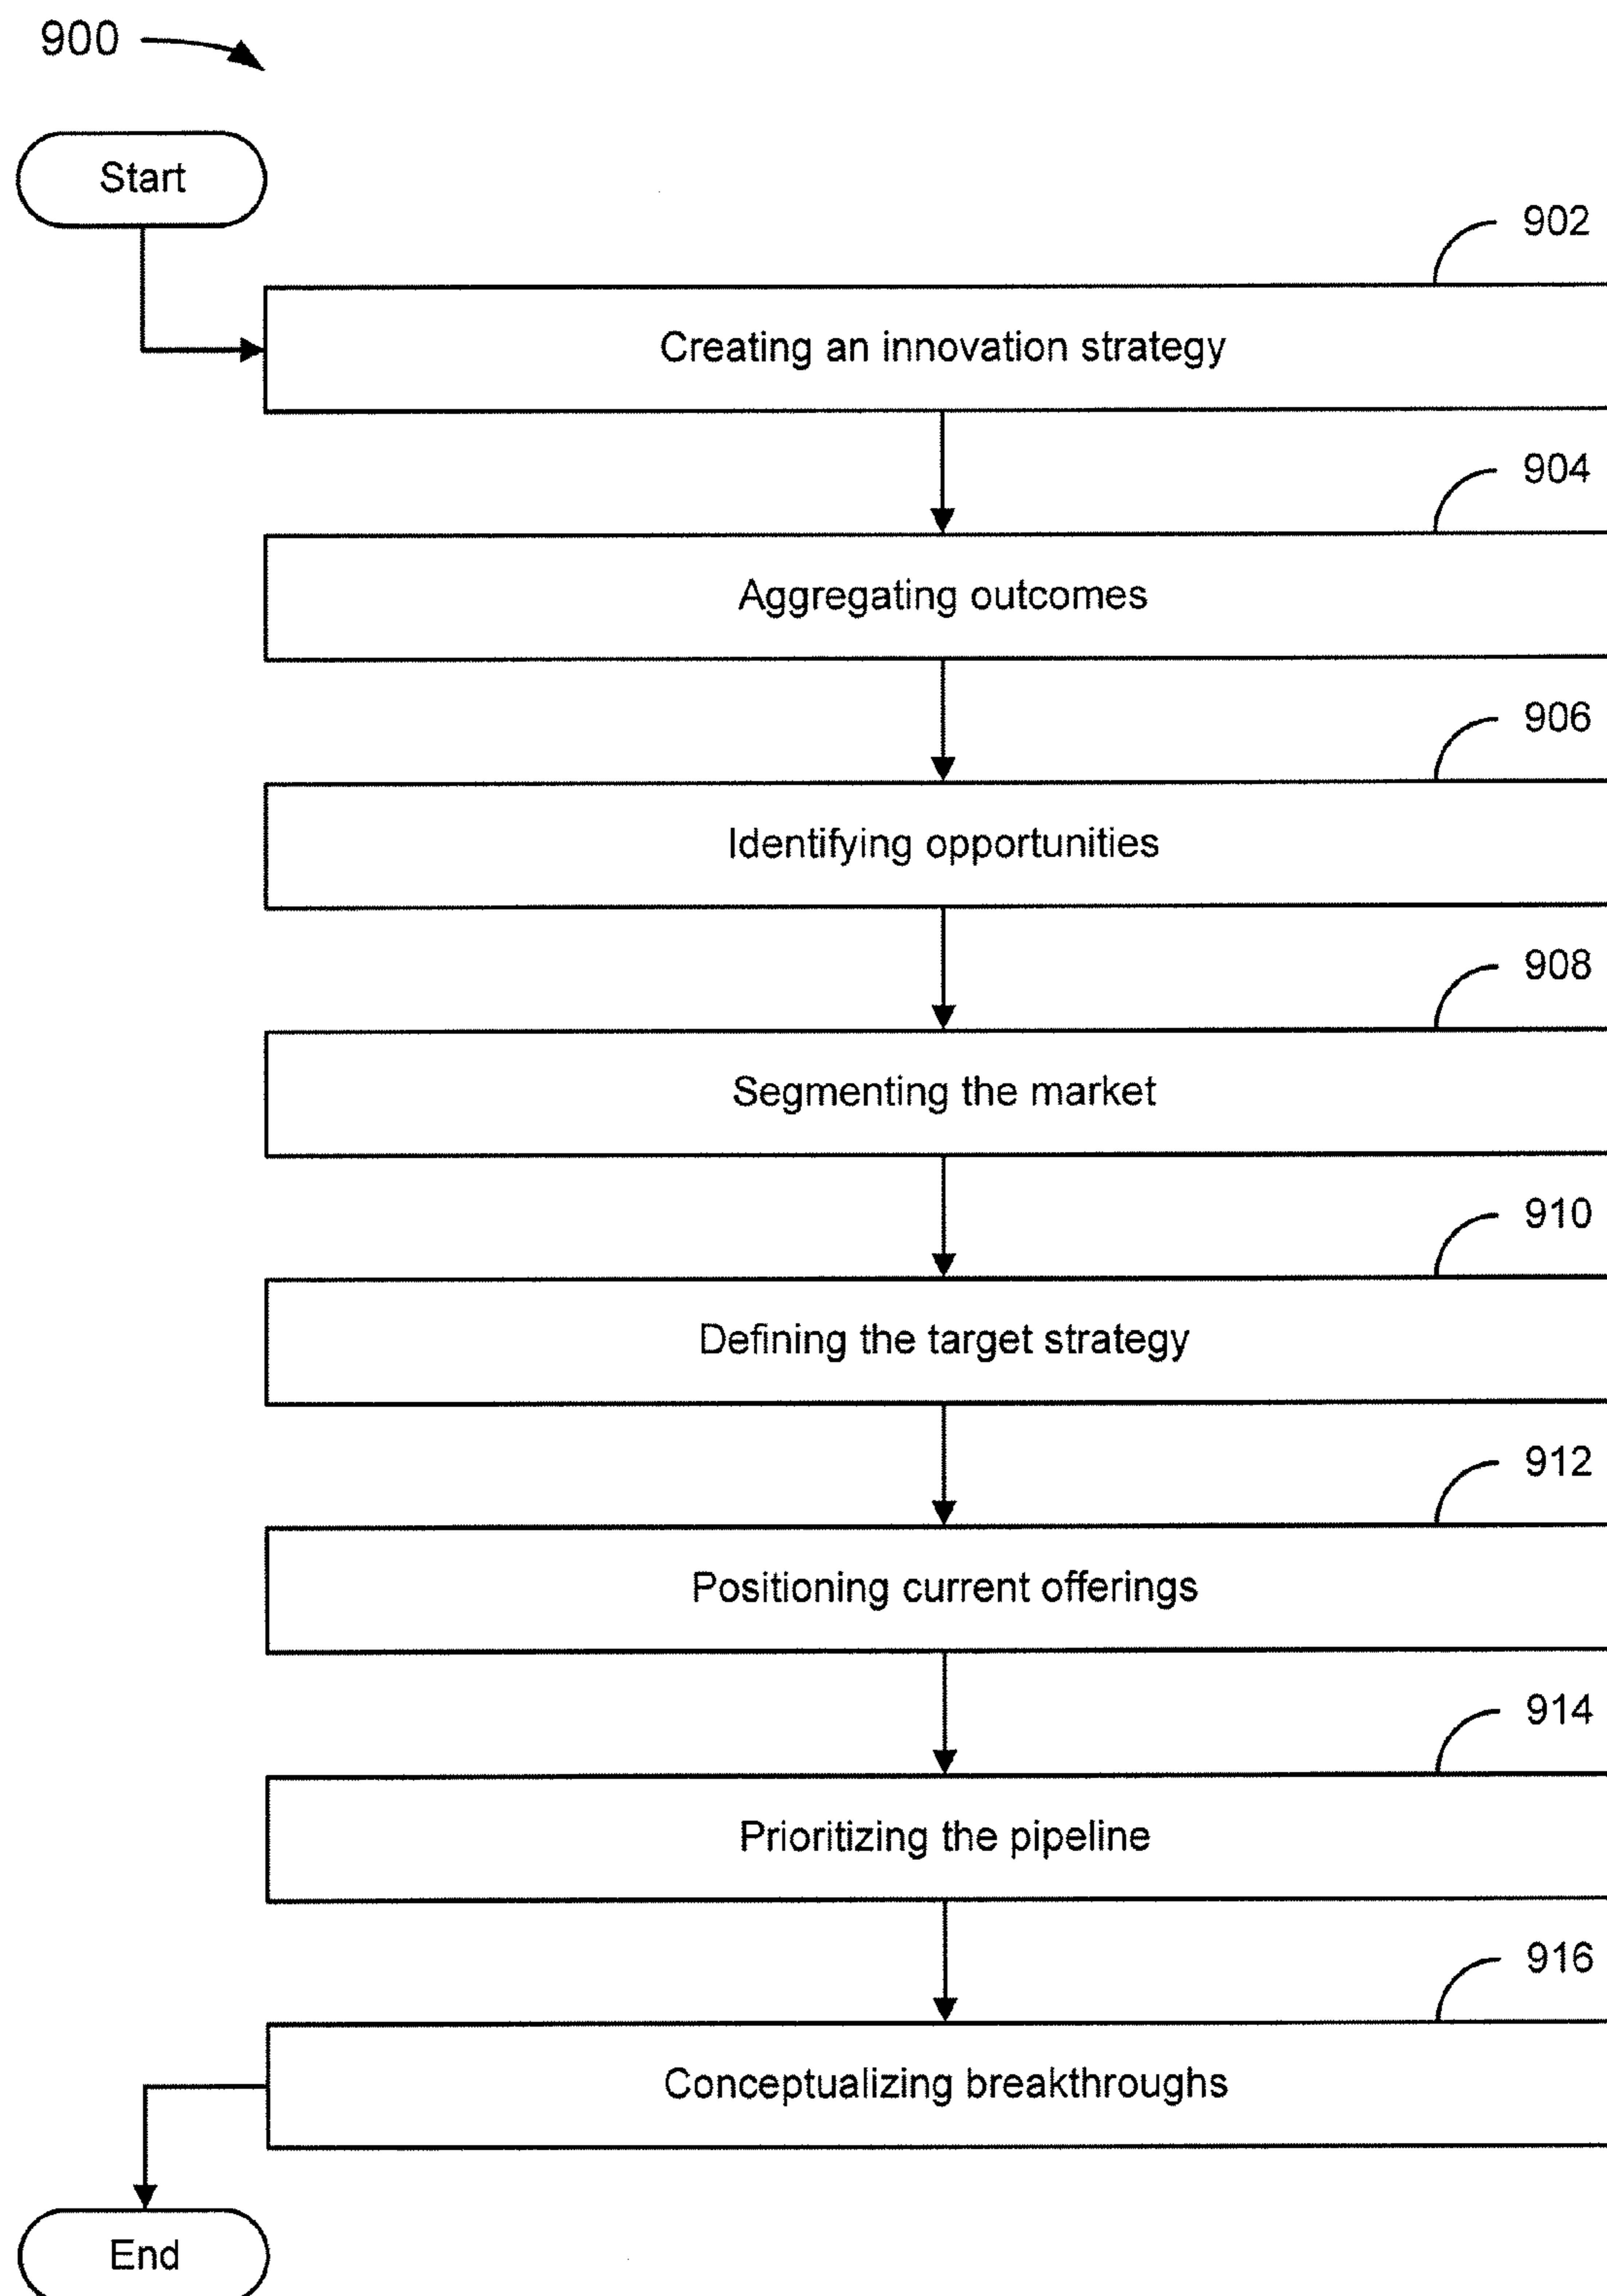 900
Start
902
Creating an innovation strategy
904
Aggregating outcomes
906
Identifying opportunities
908
Segmenting the market
910
Defining the target strategy
912
Positioning current offerings
914
Prioritizing the pipeline
916
Conceptualizing breakthroughs
End